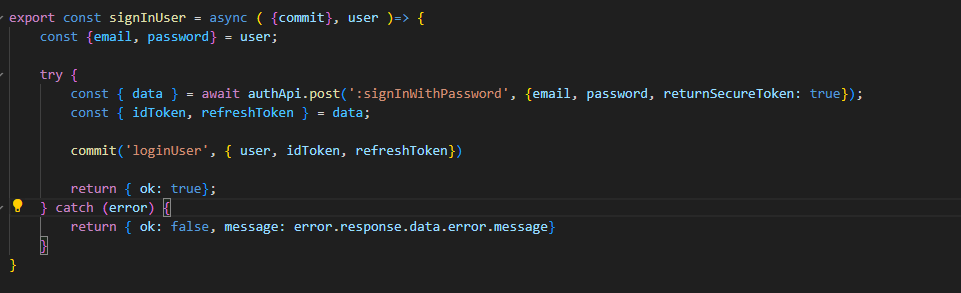 export const signInUser = async ( {commit}, user )=> {
    const {email, password} = user;
    try {
        const { data } = await authApi.post(':signInWithPassword', {email, password, returnSecureToken: true});
        const { idToken, refreshToken } = data;
        commit('loginUser', { user, idToken, refreshToken})
        return { ok: true};
    } catch (error) {
        return { ok: false, message: error.response.data.error.message}
    }
}